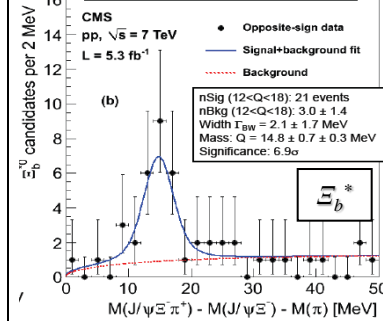 16
14
12
10
8
6
4
2
0
Ξb*0 candidates per 2 MeV
CMS
pp, √s = 7 TeV
L = 5.3 fb⁻¹
(b)
Opposite-sign data
Signal+background fit
Background
nSig (12<Q<18): 21 events
nBkg (12<Q<18): 3.0 ± 1.4
Width Γ_BW = 2.1 ± 1.7 MeV
Mass: Q = 14.8 ± 0.7 ± 0.3 MeV
Significance: 6.9σ
Ξb*
0 10 20 30 40 50
M(J/ψΞ⁻π⁺) - M(J/ψΞ⁻) - M(π) [MeV]